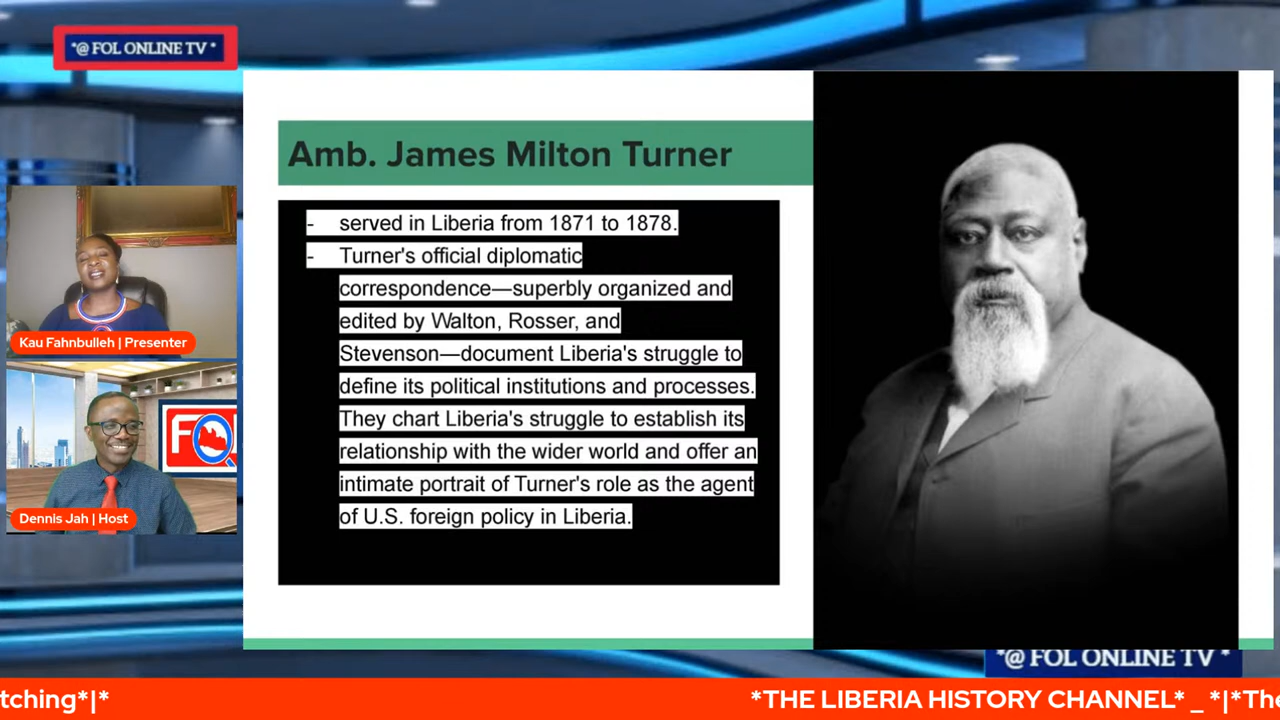 *@ FOL ONLINE TV *
Amb. James Milton Turner
- served in Liberia from 1871 to 1878.
- Turner's official diplomatic
correspondence—superbly organized and
edited by Walton, Rosser, and
Stevenson—document Liberia's struggle to
define its political institutions and processes.
They chart Liberia's struggle to establish its
relationship with the wider world and offer an
intimate portrait of Turner's role as the agent
of U.S. foreign policy in Liberia.
Kau Fahnbulleh | Presenter
FOL
Dennis Jah | Host
*@ FOL ONLINE TV *
tching*|* *THE LIBERIA HISTORY CHANNEL* _ *|*The